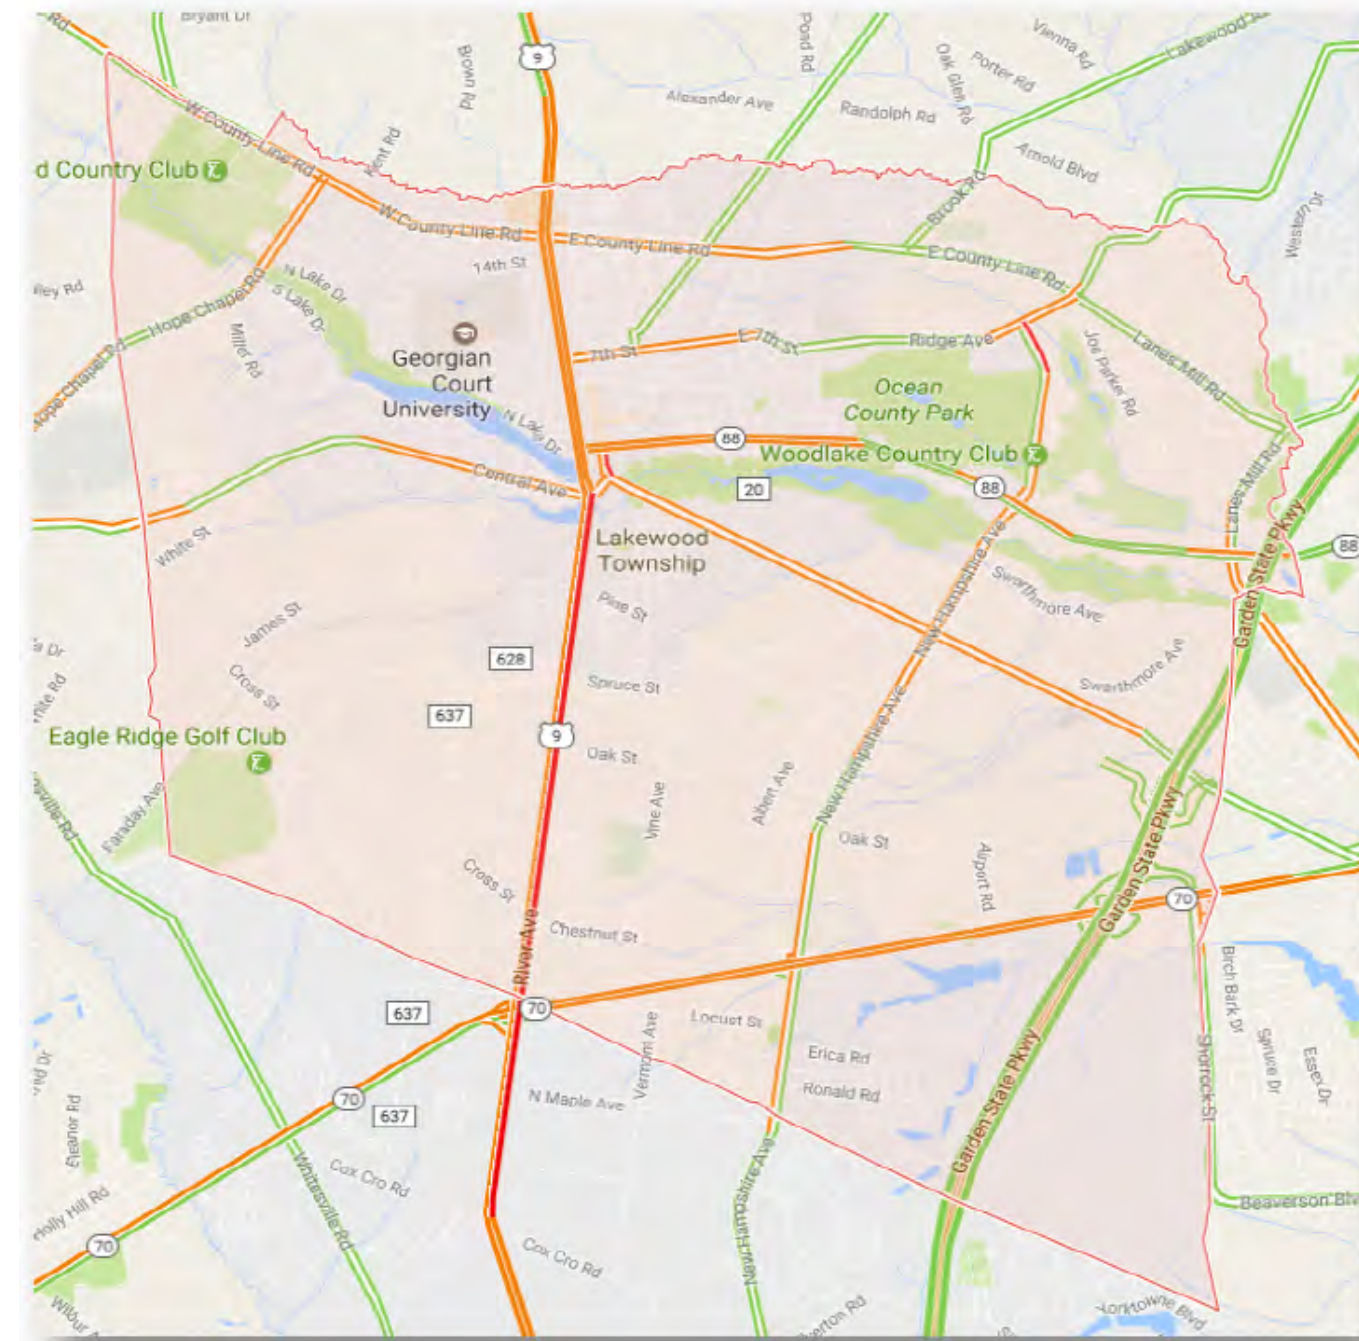 Rd
Bryant Dr
9
Brown Rd
Road Rd
Vienna Rd
Lakewood
Oak Glen Rd
Porter Rd
Alexander Ave
Randolph Rd
Arnold Blvd
W County Line Rd
Kent Rd
d Country Club
Brook Rd
Western Dr
W County Line Rd
E County Line Rd
E County Line Rd
14th St
N Lake Dr
S Lake Dr
Hope Chapel Rd
Miller Rd
Georgian
Court
University
7th St
E 7th St
Ridge Ave
Joe Parker Rd
Lanes Mill Rd
Hope Chapel Rd
Ocean
County Park
N Lake Dr
88
Woodlake Country Club
Central Ave
20
88
Lanes Mill Rd
White St
Lakewood
Township
88
New Hampshire Ave
Swarthmore Ave
Garden State Pkwy
Pine St
James St
628
Cross St
Spruce St
Swarthmore Ave
637
New Hampshire Ave
Eagle Ridge Golf Club
9
Oak St
Albert Ave
Vine Ave
Faraday Ave
Oak St
Airport Rd
Garden State Pkwy
Cross St
70
River Ave
Chestnut St
Birch Bark Dr
637
70
Locust St
Vermont Ave
Erica Rd
Ronald Rd
Garden State Pkwy
Shorrock St
Spruce Dr
Essex Dr
70
637
N Maple Ave
Eleanor Rd
Whitesville Rd
Cox Cro Rd
New Hampshire Ave
Beaverson Blv
Holly Hill Rd
70
Cox Cro Rd
Yorktowne Blvd
Wilbur A